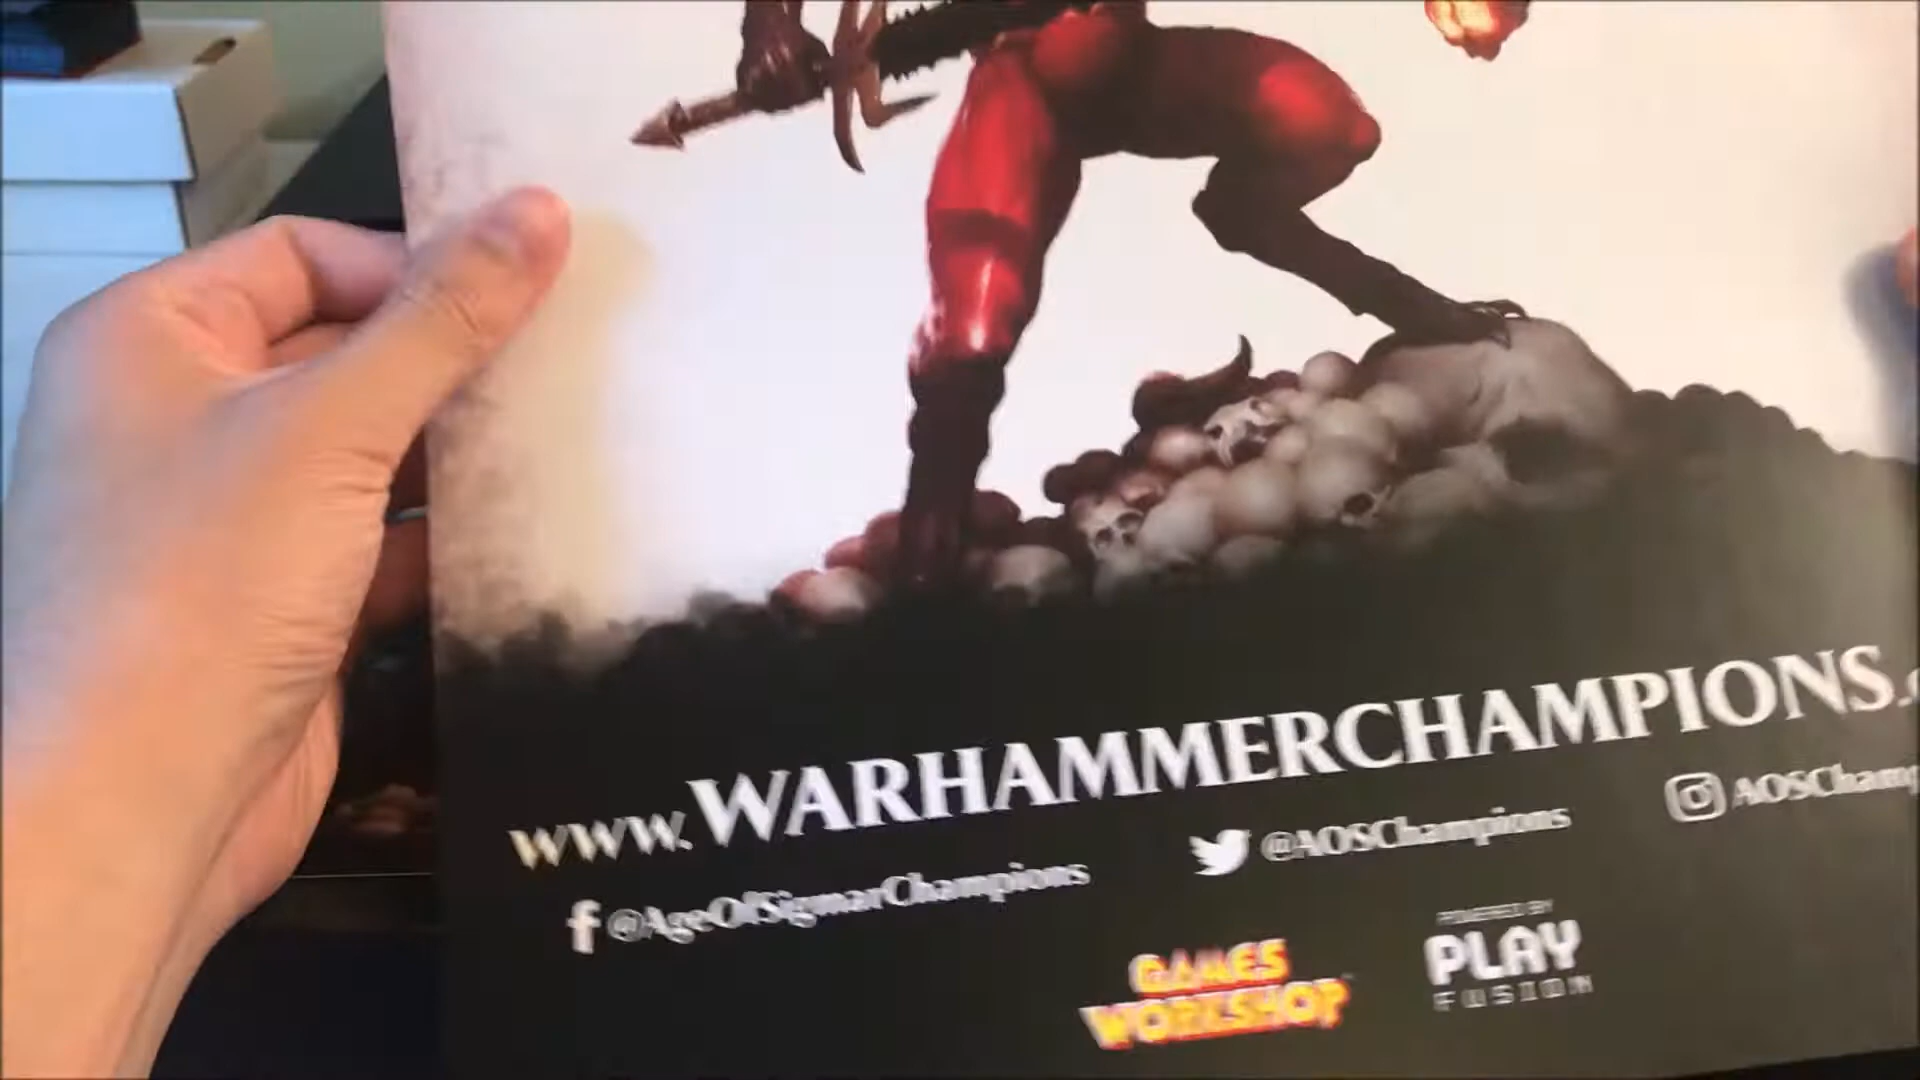 www.WARHAMMERCHAMPIONS.
@AgeOfSigmarChampions
@AOSChampions
AOSChamp
GAMES WORKSHOP
POWERED BY
PLAY
FUSION